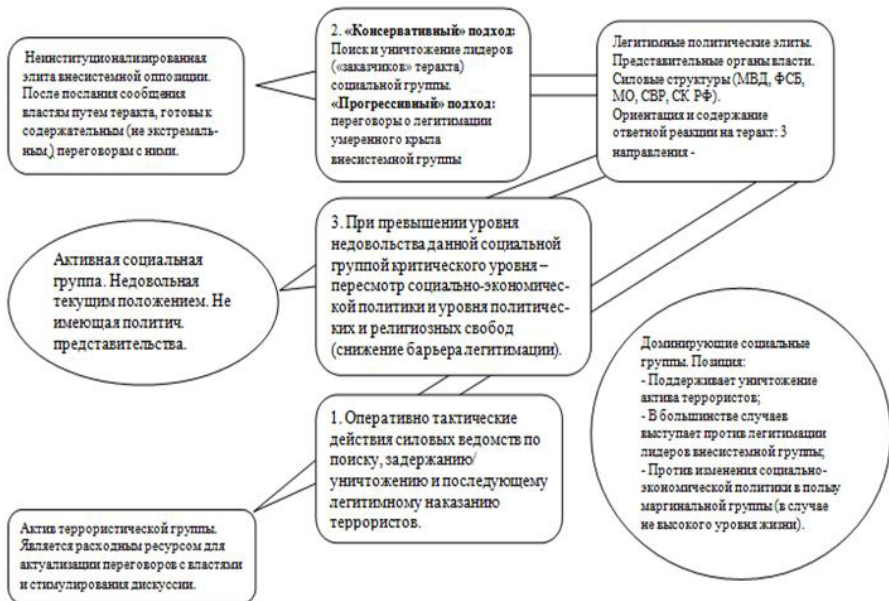 Неинституционализированная
элита внесистемной оппозиции.
После послания сообщения
властям путем теракта, готовы к
содержательным (не экстремаль-
ным,) переговорам с ними.
2. «Консервативный» подход:
Поиск и уничтожение лидеров
(«заказчиков» теракта)
социальной группы.
«Прогрессивный» подход:
переговоры о легитимации
умеренного крыла
внесистемной группы
Легитимные политические элиты.
Представительные органы власти.
Силовые структуры (МВД, ФСБ,
МО, СВР, СК РФ).
Ориентация и содержание
ответной реакции на теракт: 3
направления -
Активная социальная
группа. Недовольная
текущим положением. Не
имеющая политич.
представительства.
3. При превышении уровня
недовольства данной социальной
группой критического уровня –
пересмотр социально-экономичес-
кой политики и уровня политичес-
ких и религиозных свобод
(снижение барьера легитимации).
Доминирующие социальные
группы. Позиция:
- Поддерживает уничтожение
актива террористов;
- В большинстве случаев
выступает против легитимации
лидеров внесистемной группы;
- Против изменения социально-
экономической политики в пользу
маргинальной группы (в случае
не высокого уровня жизни).
1. Оперативно тактические
действия силовых ведомств по
поиску, задержанию/
уничтожению и последующему
легитимному наказанию
террористов.
Актив террористической группы.
Является расходным ресурсом для
актуализации переговоров с властями
и стимулирования дискуссии.